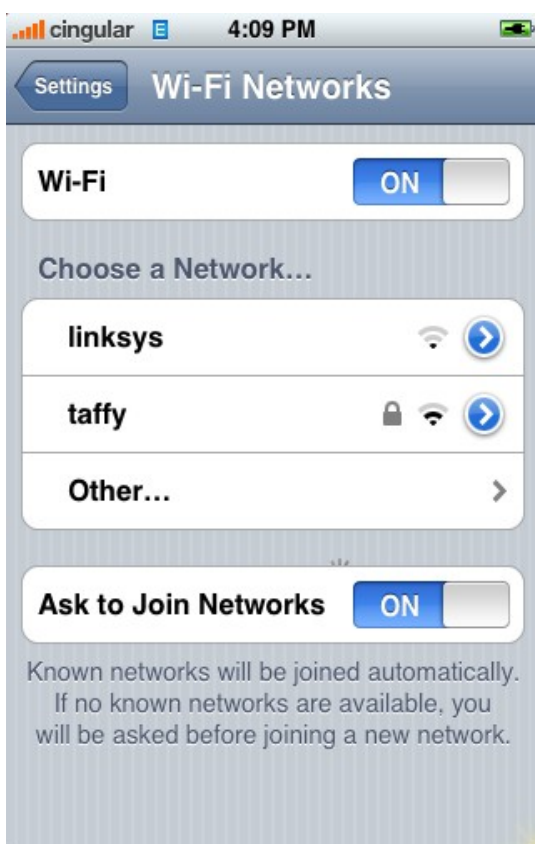 cingular E 4:09 PM
Settings Wi-Fi Networks
Wi-Fi ON
Choose a Network...
linksys
taffy
Other...
Ask to Join Networks ON
Known networks will be joined automatically.
If no known networks are available, you
will be asked before joining a new network.